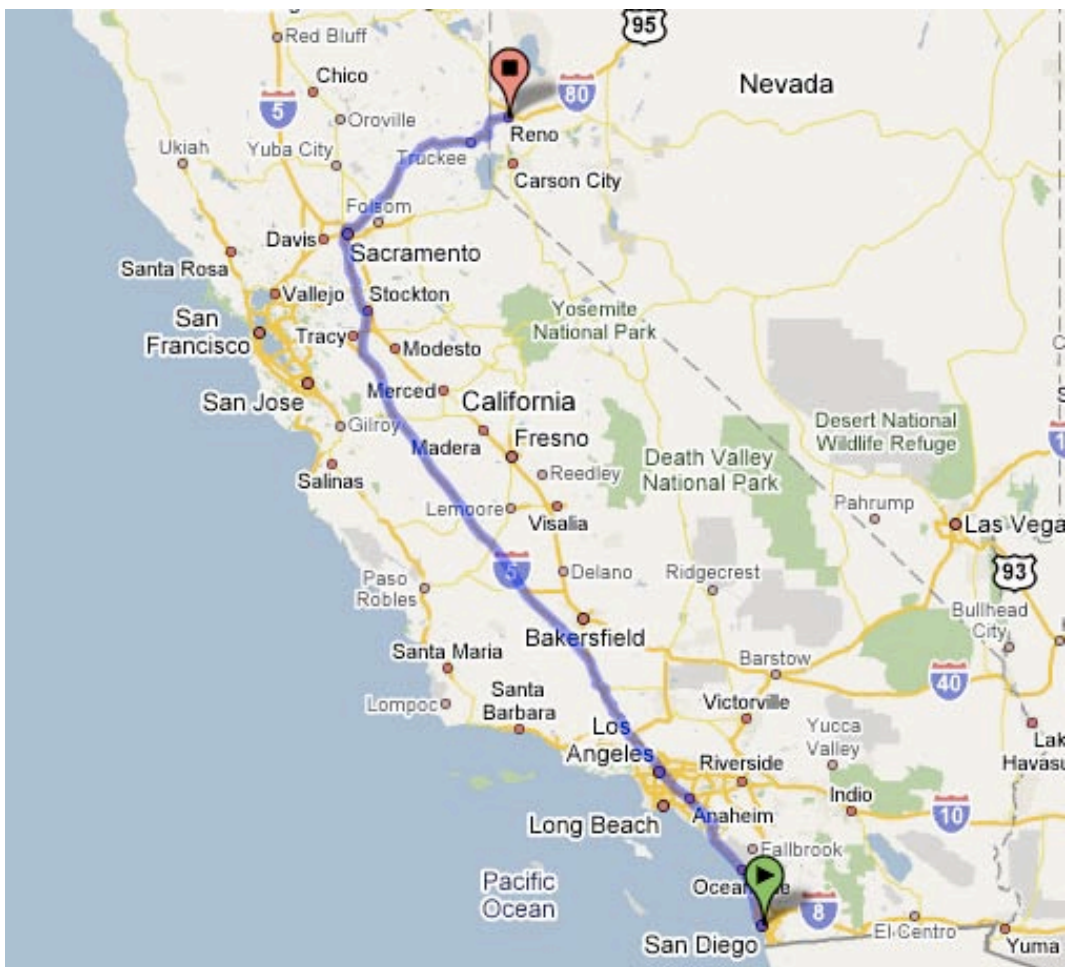 Red Bluff
95
Chico
5
80
Nevada
Oroville
Reno
Ukiah
Yuba City
Truckee
Carson City
Folsom
Davis
Sacramento
Santa Rosa
Vallejo
Stockton
San
Francisco
Tracy
Modesto
Yosemite
National Park
Merced
San Jose
California
Gilroy
Madera
Fresno
Desert National
Wildlife Refuge
Death Valley
National Park
Salinas
Reedley
Lemoore
Visalia
Pahrump
Las Vega
5
Delano
Ridgecrest
93
Paso
Robles
Bullhead
City
Bakersfield
Santa Maria
Barstow
40
Lompoc
Santa
Barbara
Victorville
Los
Angeles
Yucca
Valley
Lak
Havasu
Riverside
Indio
Long Beach
Anaheim
10
Fallbrook
Pacific
Ocean
8
San Diego
El Centro
Yuma